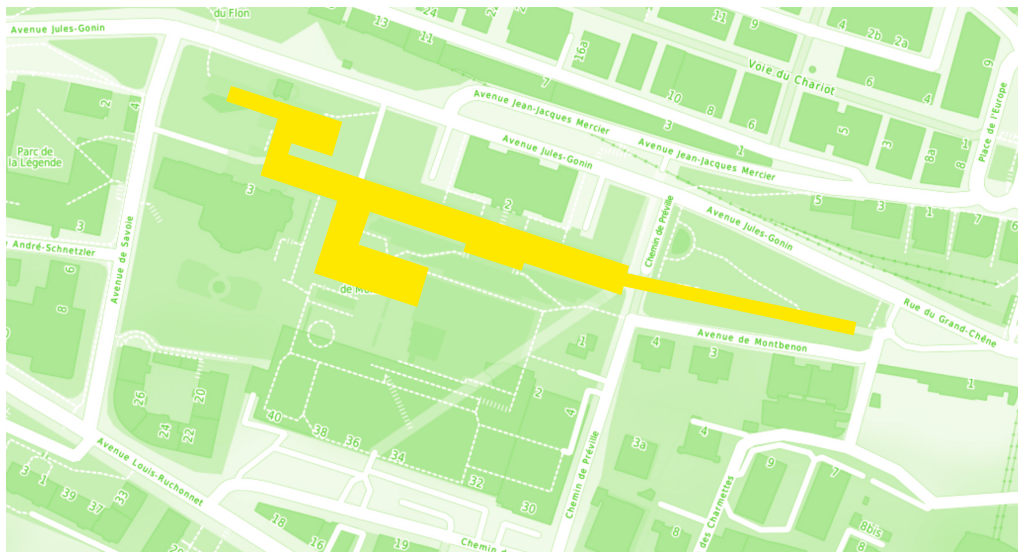 du Flon
Avenue Jules-Gonin
13
24
11
16a
7
11
9
4
2b
2a
9
Voie du Chariot
6
4
10
8
6
5
3
8a
1
8
Place de l'Europe
Avenue Jean-Jacques Mercier
3
1
Avenue Jules-Gonin
Avenue Jean-Jacques Mercier
2
4
Parc de
la Légende
3
3
2
Chemin de Préville
Avenue Jules-Gonin
5
3
1
7
6
e André-Schnetzler
Avenue de Savoie
6
8
Rue du Grand-Chêne
Avenue de Montbenon
1
4
3
1
26
20
24
22
40
38
36
34
32
30
2
4
Chemin de Préville
3a
4
9
7
des Charmettes
8
8bis
Avenue Louis-Ruchonnet
3
1
39
37
33
18
16
19